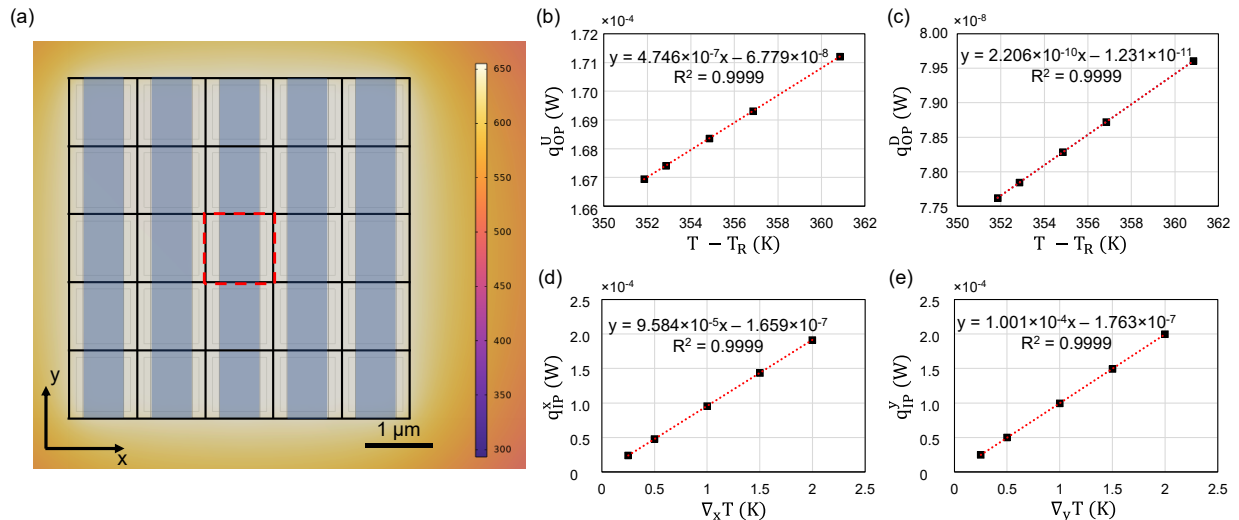 (a)
650
600
550
500
450
400
350
300
y
x
1 μm
(b)
×10⁻⁴
1.72
1.71
1.70
1.69
1.68
1.67
1.66
y = 4.746×10⁻⁷x – 6.779×10⁻⁸
R² = 0.9999
q_OP^U (W)
350 352 354 356 358 360 362
T − T_R (K)
(c)
×10⁻⁸
8.00
7.95
7.90
7.85
7.80
7.75
y = 2.206×10⁻¹⁰x – 1.231×10⁻¹¹
R² = 0.9999
q_OP^D (W)
350 352 354 356 358 360 362
T − T_R (K)
(d)
×10⁻⁴
2.5
2.0
1.5
1.0
0.5
0
y = 9.584×10⁻⁵x – 1.659×10⁻⁷
R² = 0.9999
q_IP^x (W)
0 0.5 1 1.5 2 2.5
∇_xT (K)
(e)
×10⁻⁴
2.5
2.0
1.5
1.0
0.5
0
y = 1.001×10⁻⁴x – 1.763×10⁻⁷
R² = 0.9999
q_IP^y (W)
0 0.5 1 1.5 2 2.5
∇_yT (K)